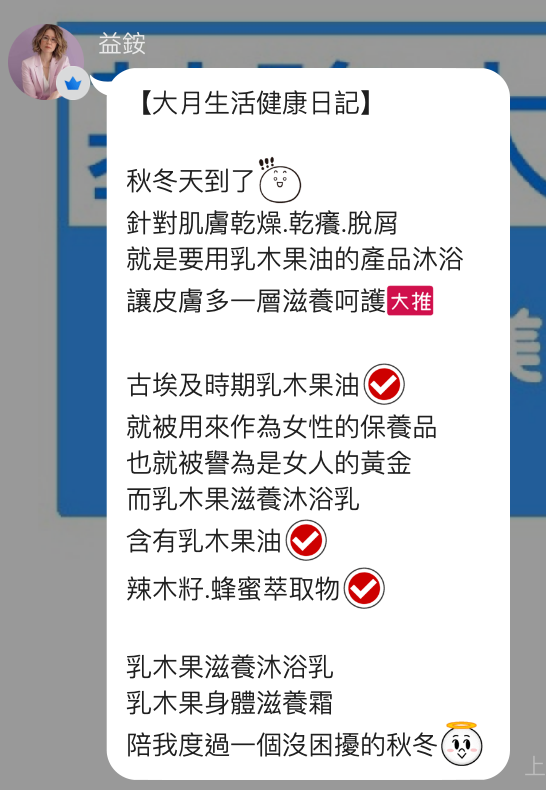 益銨
【大月生活健康日記】
秋冬天到了
針對肌膚乾燥.乾癢.脫屑
就是要用乳木果油的產品沐浴
讓皮膚多一層滋養呵護大推
古埃及時期乳木果油
就被用來作為女性的保養品
也就被譽為是女人的黃金
而乳木果滋養沐浴乳
含有乳木果油
辣木籽.蜂蜜萃取物
乳木果滋養沐浴乳
乳木果身體滋養霜
陪我度過一個沒困擾的秋冬
上